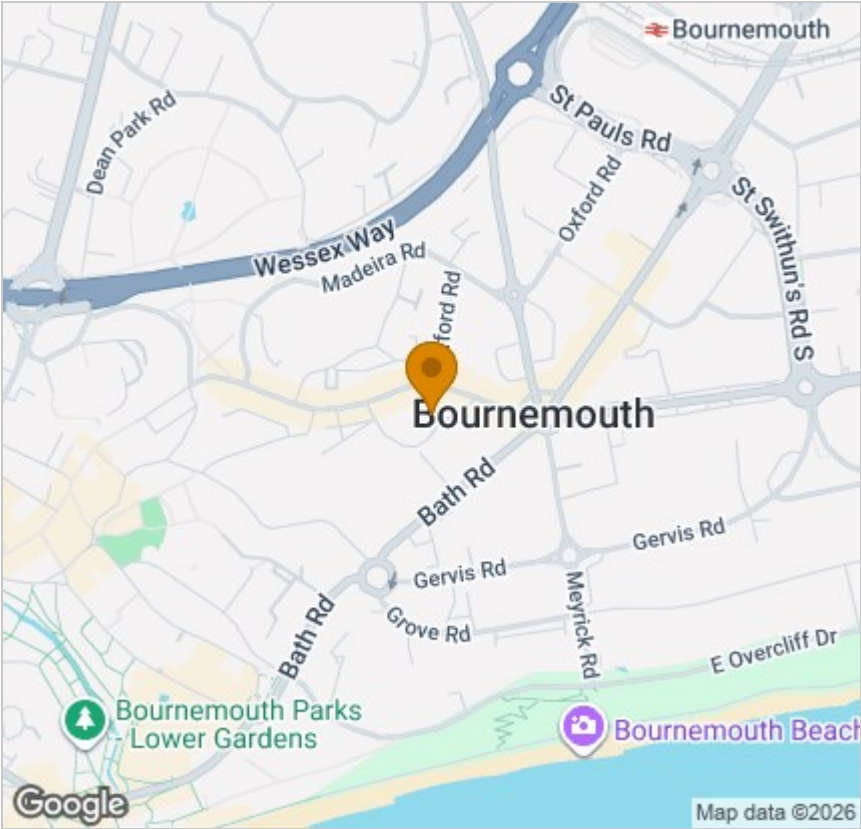 Bournemouth
Dean Park Rd
St Pauls Rd
Oxford Rd
St Swithun's Rd S
Wessex Way
Madeira Rd
ford Rd
Bournemouth
Bath Rd
Gervis Rd
Gervis Rd
Meyrick Rd
Bath Rd
Grove Rd
E Overcliff Dr
Bournemouth Parks
Lower Gardens
Bournemouth Beach
Google
Map data ©2026